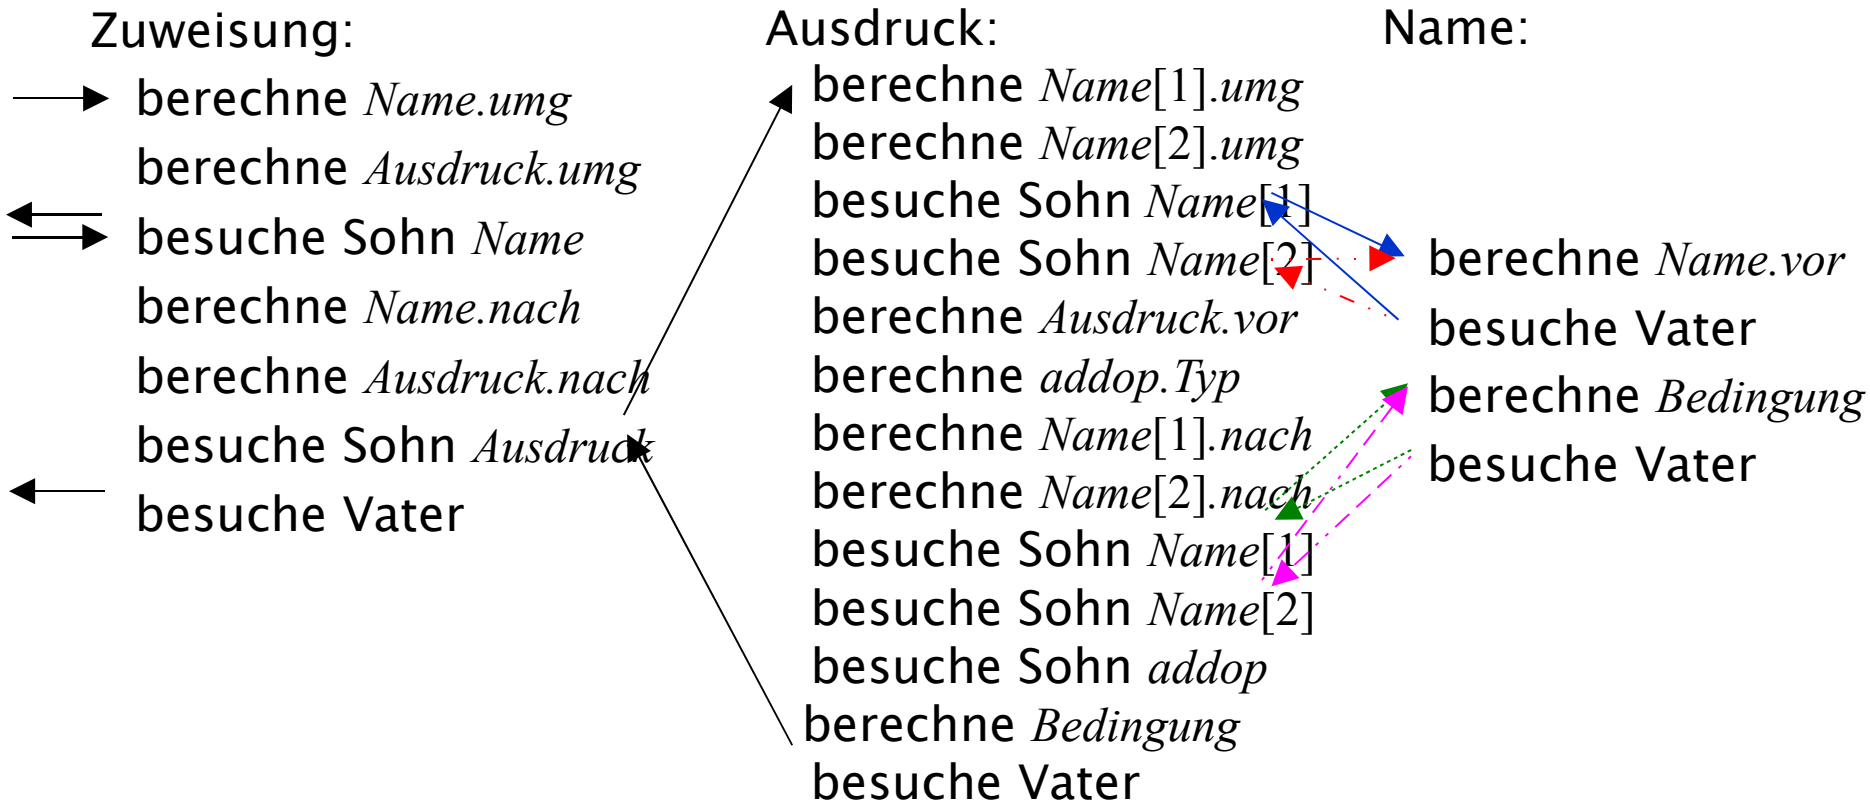 Zuweisung:
berechne Name.umg
berechne Ausdruck.umg
besuche Sohn Name
berechne Name.nach
berechne Ausdruck.nach
besuche Sohn Ausdruck
besuche Vater
Ausdruck:
berechne Name[1].umg
berechne Name[2].umg
besuche Sohn Name[1]
besuche Sohn Name[2]
berechne Ausdruck.vor
berechne addop.Typ
berechne Name[1].nach
berechne Name[2].nach
besuche Sohn Name[1]
besuche Sohn Name[2]
besuche Sohn addop
berechne Bedingung
besuche Vater
Name:
berechne Name.vor
besuche Vater
berechne Bedingung
besuche Vater